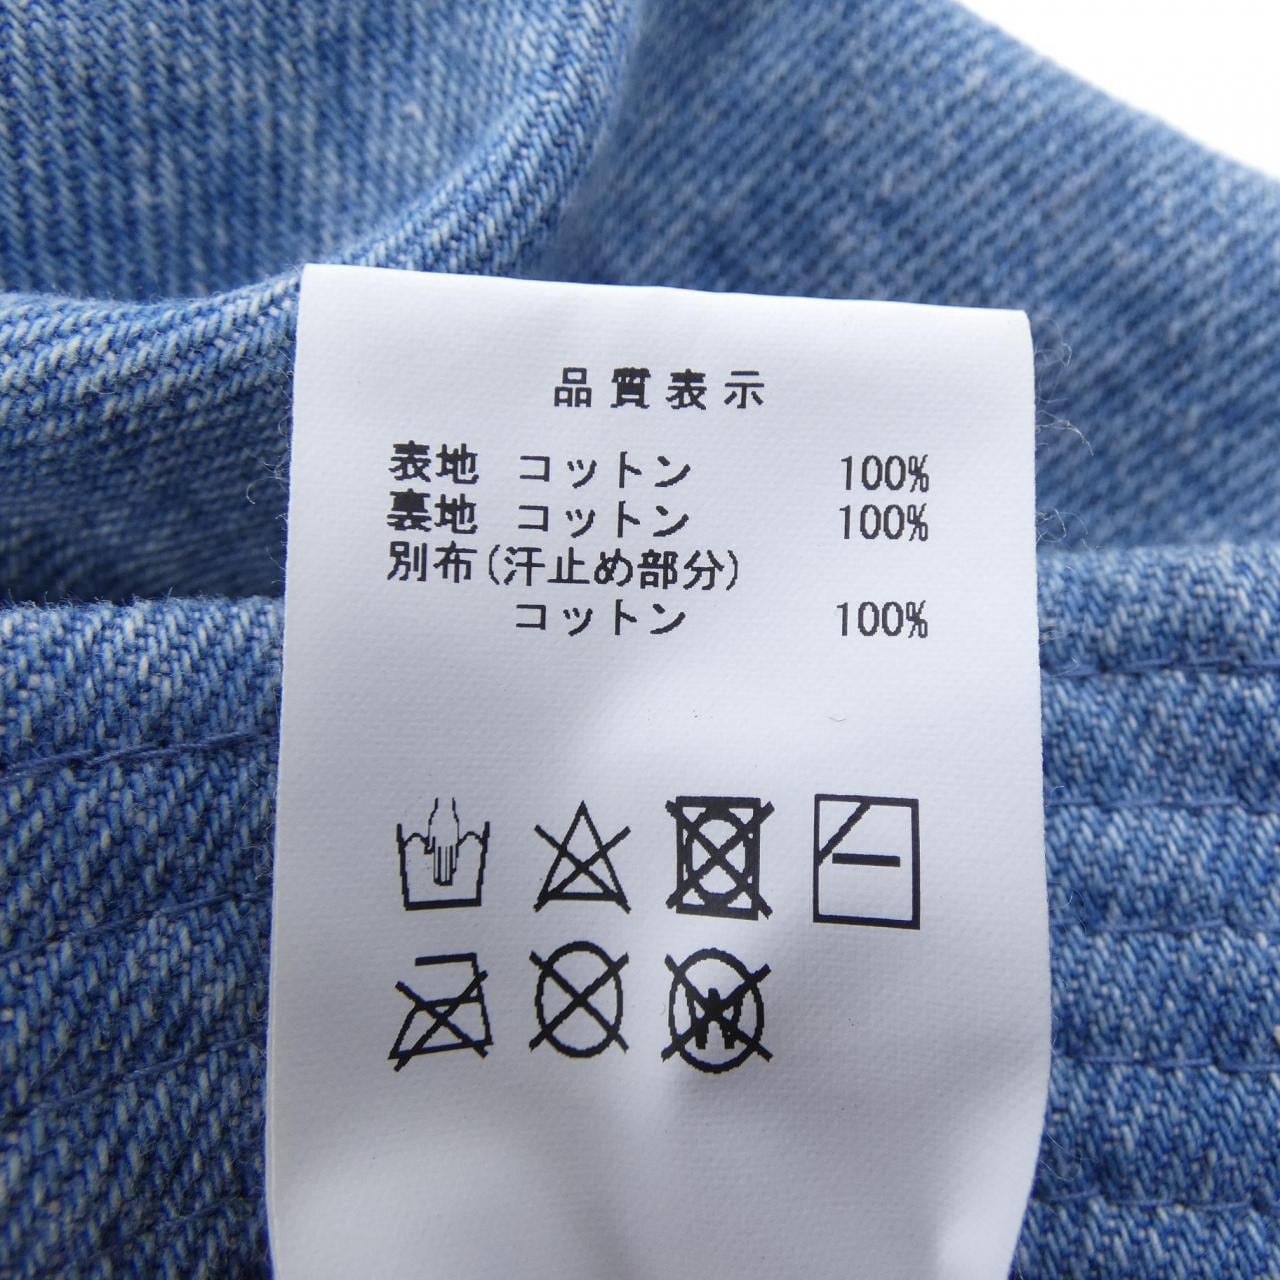 品質表示
表地 コットン 100%
裏地 コットン 100%
別布(汗止め部分)
コットン 100%